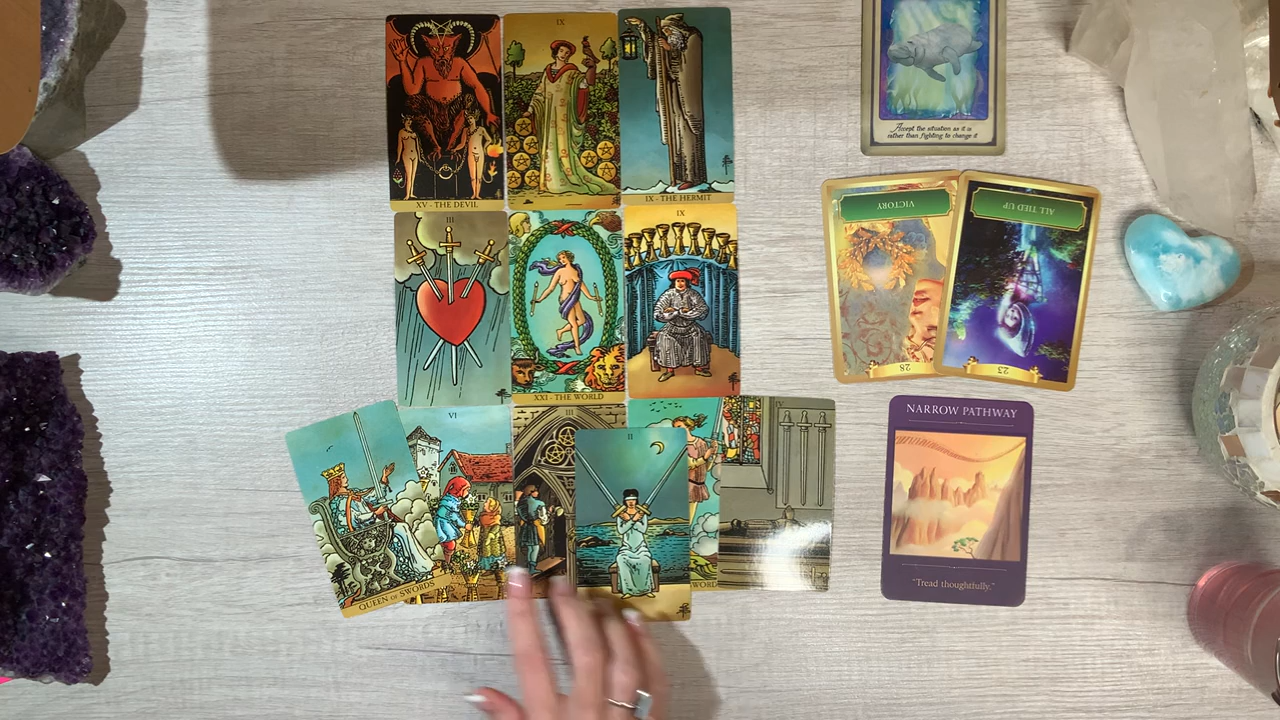 IX
XV - THE DEVIL
IX - THE HERMIT
III
IX
XXI - THE WORLD
VI
III
II
QUEEN OF SWORDS
Accept the situation as it is
rather than fighting to change it
VICTORY
28
ALL TIED UP
23
NARROW PATHWAY
"Tread thoughtfully."